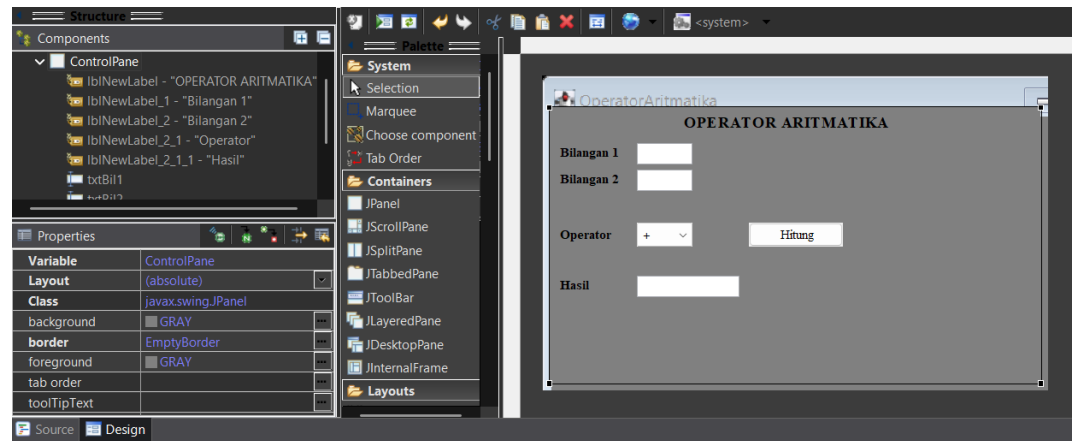 Structure
Components
ControlPane
lblNewLabel - "OPERATOR ARITMATIKA"
lblNewLabel_1 - "Bilangan 1"
lblNewLabel_2 - "Bilangan 2"
lblNewLabel_2_1 - "Operator"
lblNewLabel_2_1_1 - "Hasil"
txtBil1
txtBil2
Properties
Variable ControlPane
Layout (absolute)
Class javax.swing.JPanel
background GRAY
border EmptyBorder
foreground GRAY
tab order
toolTipText
Source Design
<system>
Palette
System
Selection
Marquee
Choose component
Tab Order
Containers
JPanel
JScrollPane
JSplitPane
JTabbedPane
JToolBar
JLayeredPane
JDesktopPane
JInternalFrame
Layouts
OperatorAritmatika
OPERATOR ARITMATIKA
Bilangan 1
Bilangan 2
Operator + Hitung
Hasil